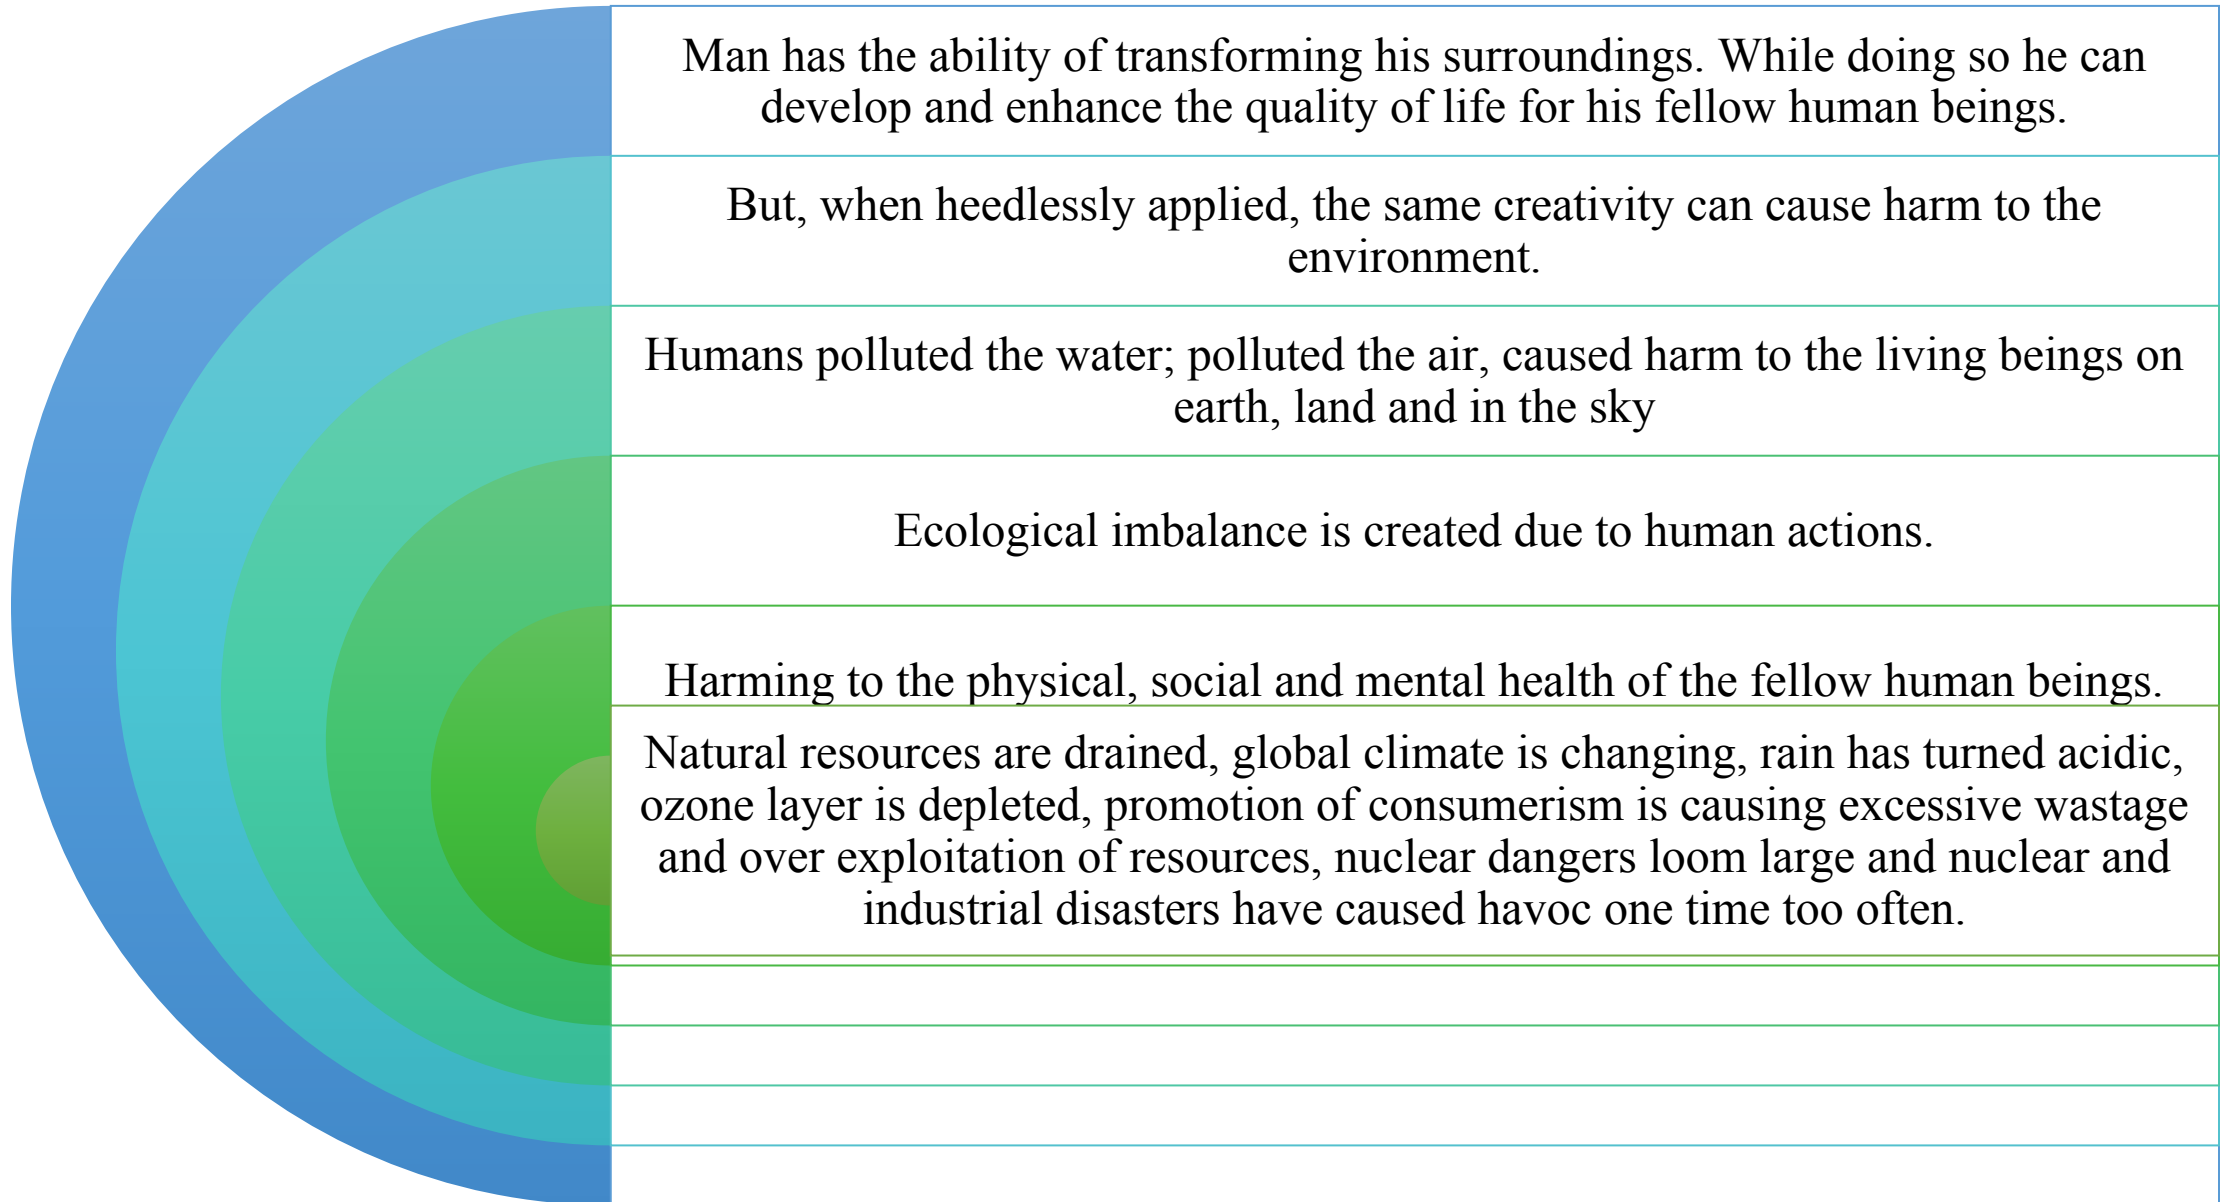 Man has the ability of transforming his surroundings. While doing so he can
develop and enhance the quality of life for his fellow human beings.
But, when heedlessly applied, the same creativity can cause harm to the
environment.
Humans polluted the water; polluted the air, caused harm to the living beings on
earth, land and in the sky
Ecological imbalance is created due to human actions.
Harming to the physical, social and mental health of the fellow human beings.
Natural resources are drained, global climate is changing, rain has turned acidic,
ozone layer is depleted, promotion of consumerism is causing excessive wastage
and over exploitation of resources, nuclear dangers loom large and nuclear and
industrial disasters have caused havoc one time too often.